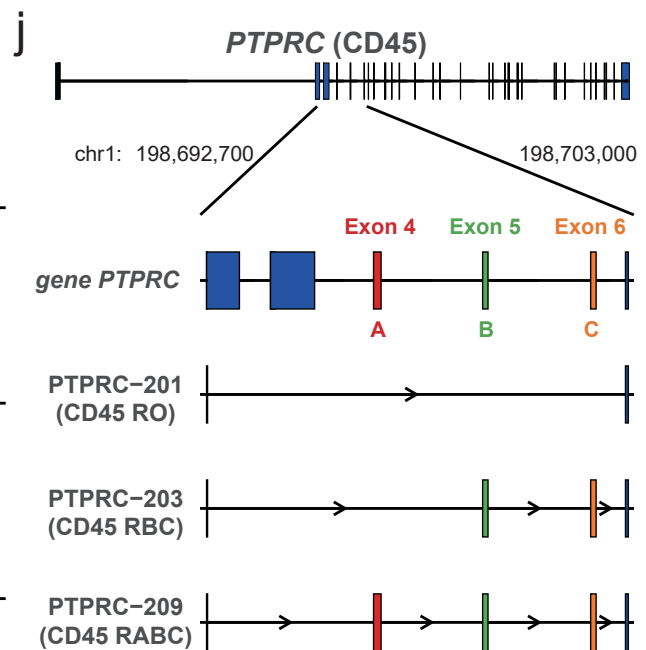 j
PTPRC (CD45)
chr1: 198,692,700
198,703,000
Exon 4 Exon 5 Exon 6
gene PTPRC
A B C
PTPRC−201
(CD45 RO)
PTPRC−203
(CD45 RBC)
PTPRC−209
(CD45 RABC)